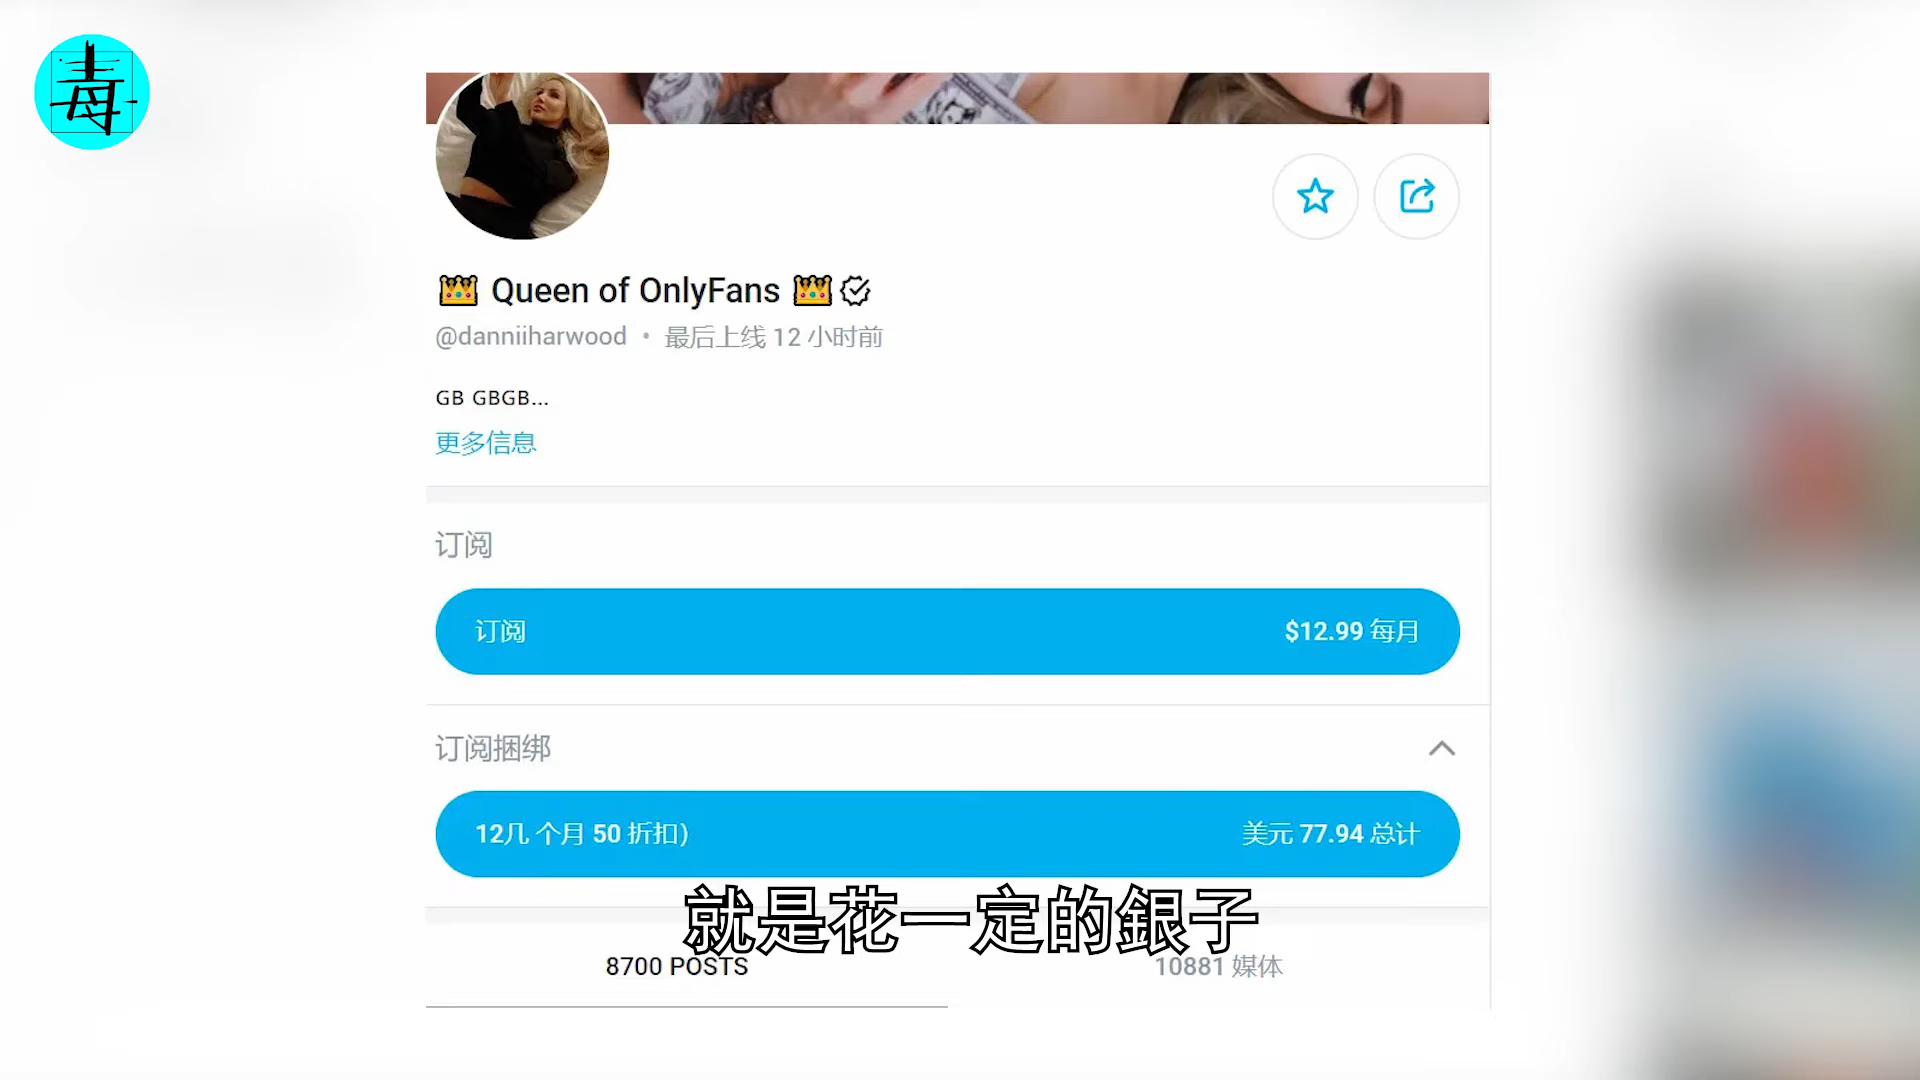 毒
👑 Queen of OnlyFans 👑
@danniiharwood • 最后上线 12 小时前
GB GBGB...
更多信息
订阅
订阅 $12.99 每月
订阅捆绑
12几 个月 50 折扣) 美元 77.94 总计
就是花一定的銀子
8700 POSTS 10881 媒体